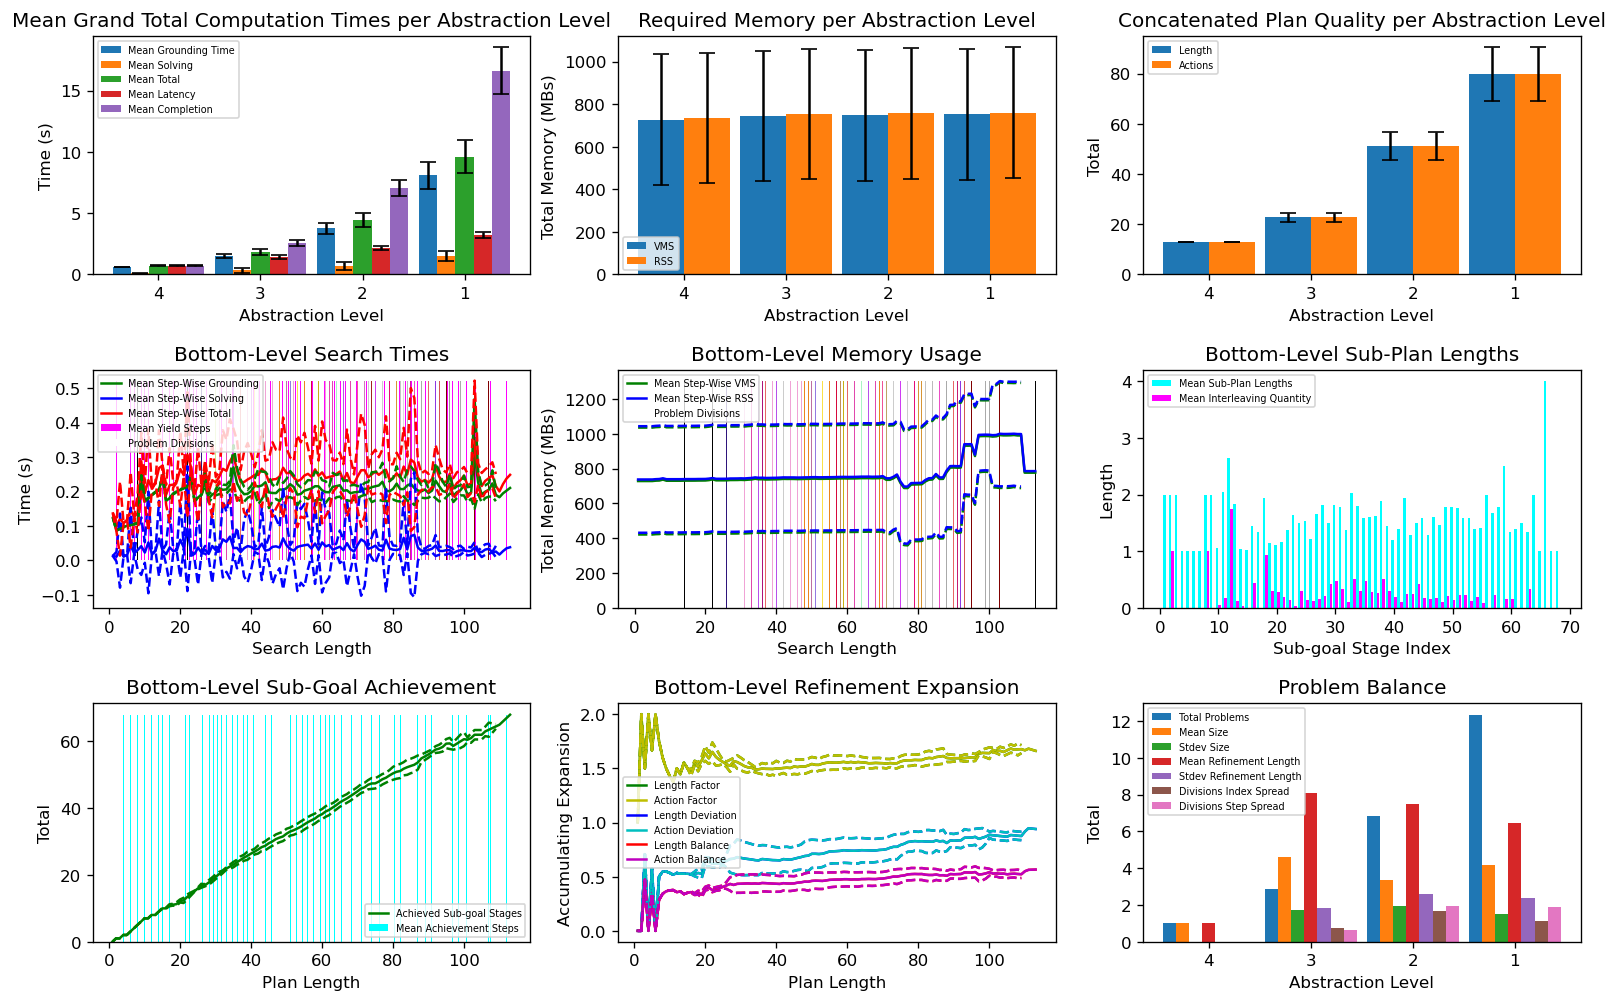 Mean Grand Total Computation Times per Abstraction Level
Time (s)
15
10
5
0
Mean Grounding Time
Mean Solving
Mean Total
Mean Latency
Mean Completion
4 3 2 1
Abstraction Level
Required Memory per Abstraction Level
Total Memory (MBs)
1000
800
600
400
200
0
VMS
RSS
4 3 2 1
Abstraction Level
Concatenated Plan Quality per Abstraction Level
Total
80
60
40
20
0
Length
Actions
4 3 2 1
Abstraction Level
Bottom-Level Search Times
Time (s)
0.5
0.4
0.3
0.2
0.1
0.0
−0.1
Mean Step-Wise Grounding
Mean Step-Wise Solving
Mean Step-Wise Total
Mean Yield Steps
Problem Divisions
0 20 40 60 80 100
Search Length
Bottom-Level Memory Usage
Total Memory (MBs)
1200
1000
800
600
400
200
0
Mean Step-Wise VMS
Mean Step-Wise RSS
Problem Divisions
0 20 40 60 80 100
Search Length
Bottom-Level Sub-Plan Lengths
Length
4
3
2
1
0
Mean Sub-Plan Lengths
Mean Interleaving Quantity
0 10 20 30 40 50 60 70
Sub-goal Stage Index
Bottom-Level Sub-Goal Achievement
Total
60
40
20
0
Achieved Sub-goal Stages
Mean Achievement Steps
0 20 40 60 80 100
Plan Length
Bottom-Level Refinement Expansion
Accumulating Expansion
2.0
1.5
1.0
0.5
0.0
Length Factor
Action Factor
Length Deviation
Action Deviation
Length Balance
Action Balance
0 20 40 60 80 100
Plan Length
Problem Balance
Total
12
10
8
6
4
2
0
Total Problems
Mean Size
Stdev Size
Mean Refinement Length
Stdev Refinement Length
Divisions Index Spread
Divisions Step Spread
4 3 2 1
Abstraction Level